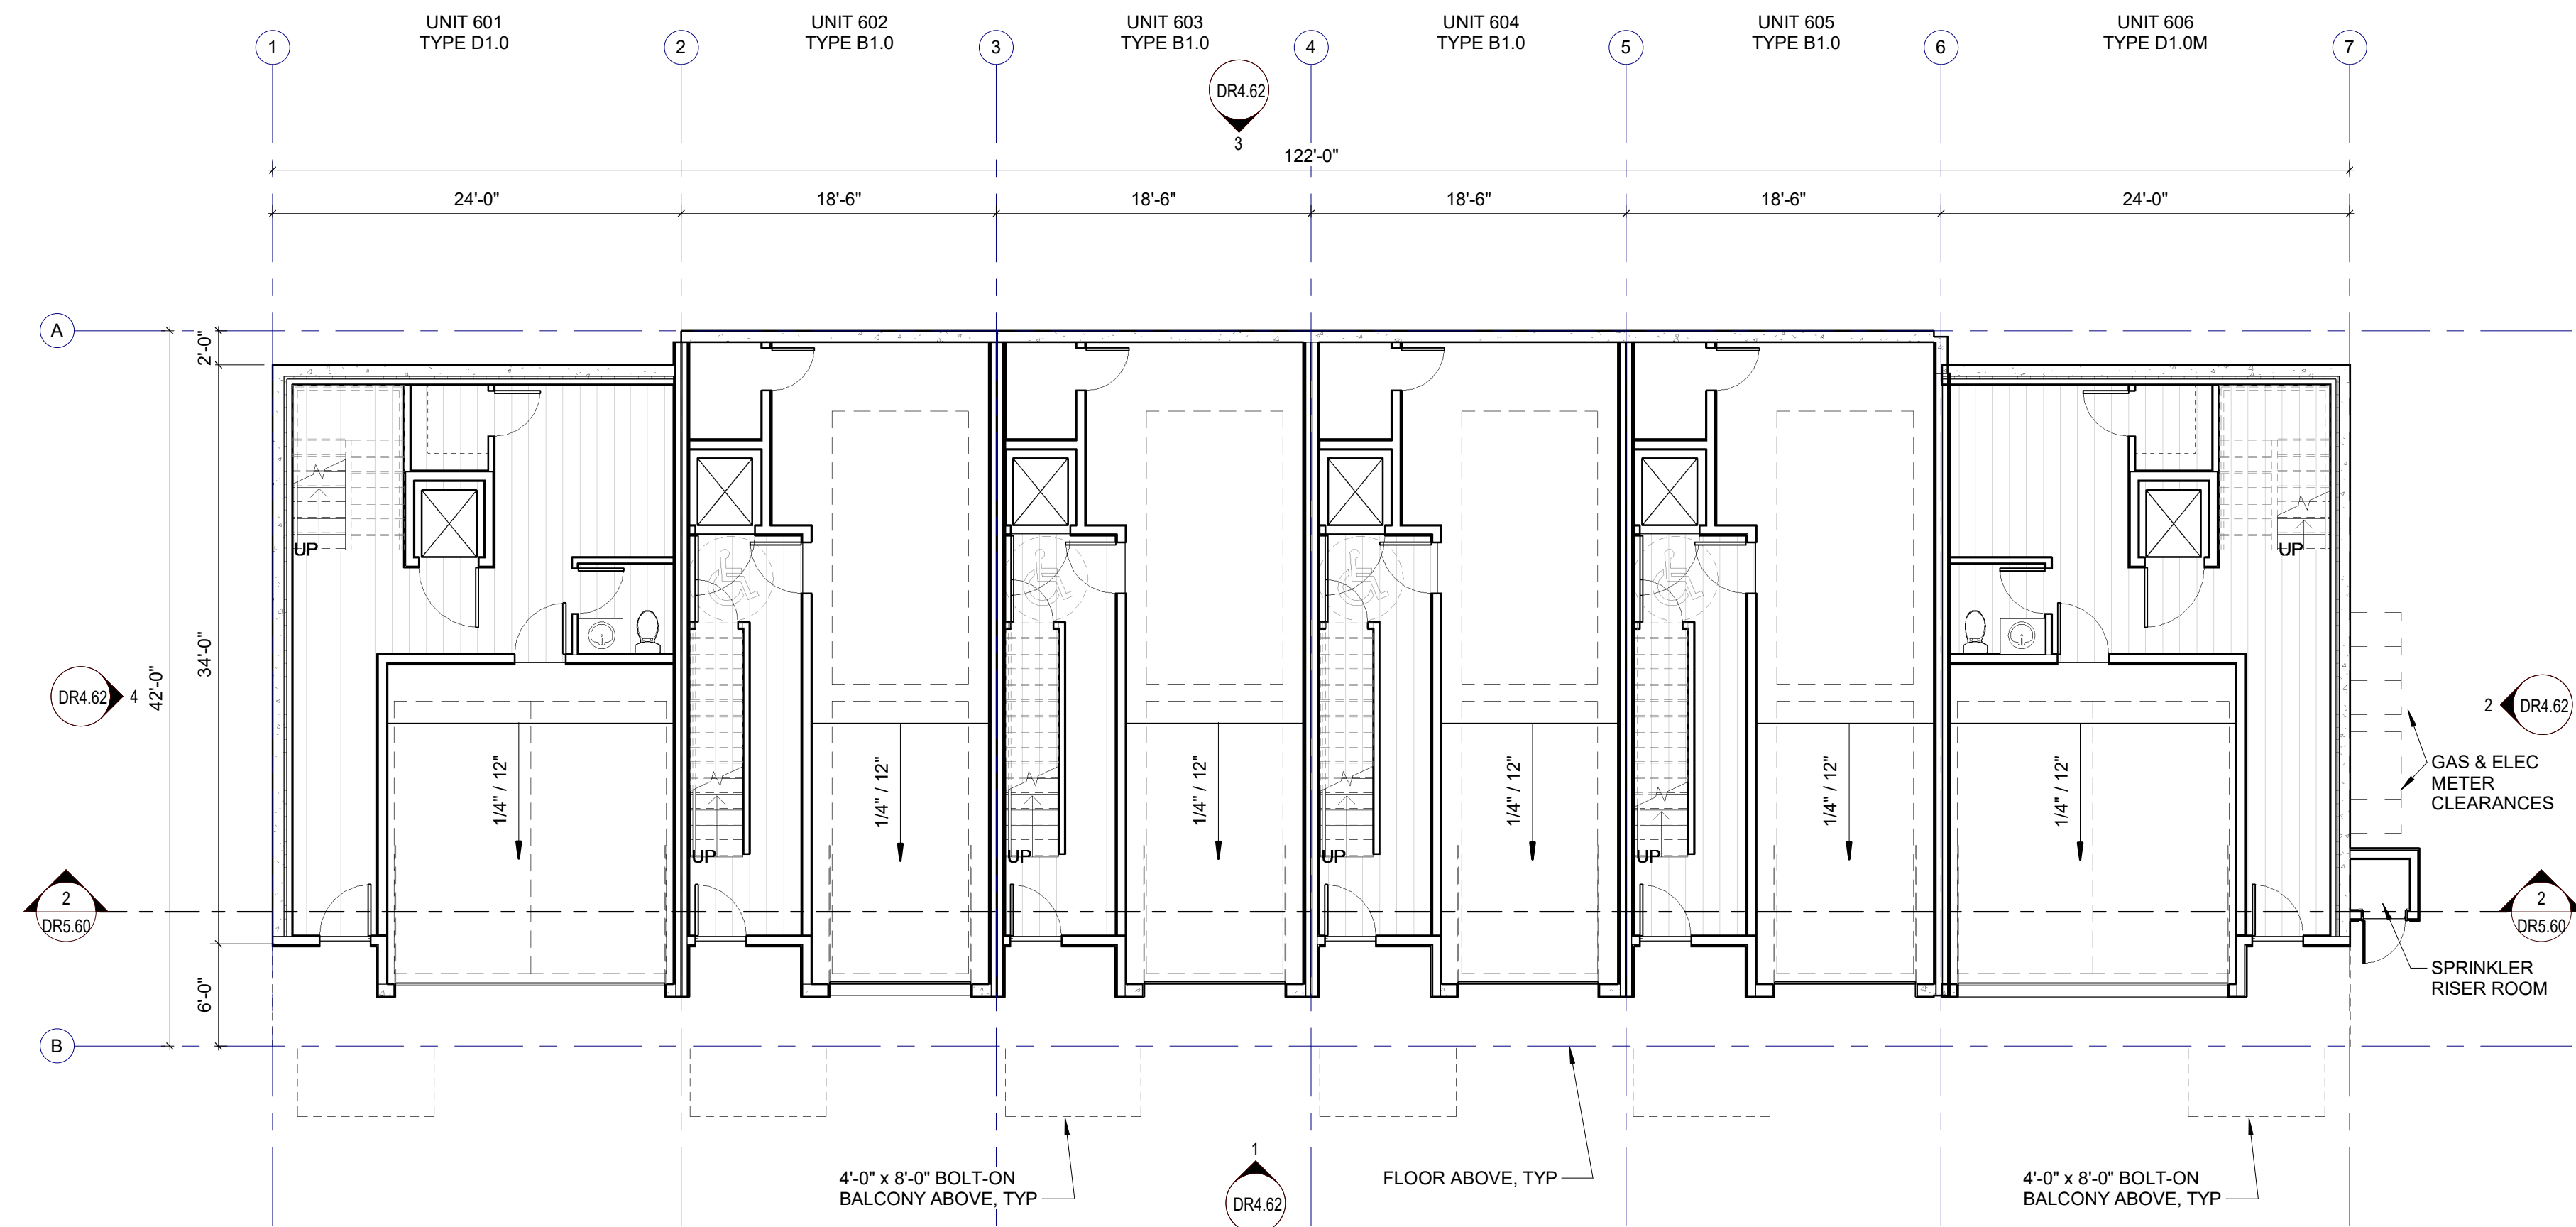 UNIT 601
TYPE D1.0
UNIT 602
TYPE B1.0
UNIT 603
TYPE B1.0
UNIT 604
TYPE B1.0
UNIT 605
TYPE B1.0
UNIT 606
TYPE D1.0M
1
2
3
4
5
6
7
DR4.62
3
122'-0"
24'-0"
18'-6"
18'-6"
18'-6"
18'-6"
24'-0"
A
2'-0"
34'-0"
42'-0"
6'-0"
B
UP
UP
UP
UP
UP
UP
DR4.62
4
2
DR4.62
1/4" / 12"
1/4" / 12"
1/4" / 12"
1/4" / 12"
1/4" / 12"
1/4" / 12"
GAS & ELEC
METER
CLEARANCES
2
DR5.60
2
DR5.60
SPRINKLER
RISER ROOM
4'-0" x 8'-0" BOLT-ON
BALCONY ABOVE, TYP
1
DR4.62
FLOOR ABOVE, TYP
4'-0" x 8'-0" BOLT-ON
BALCONY ABOVE, TYP